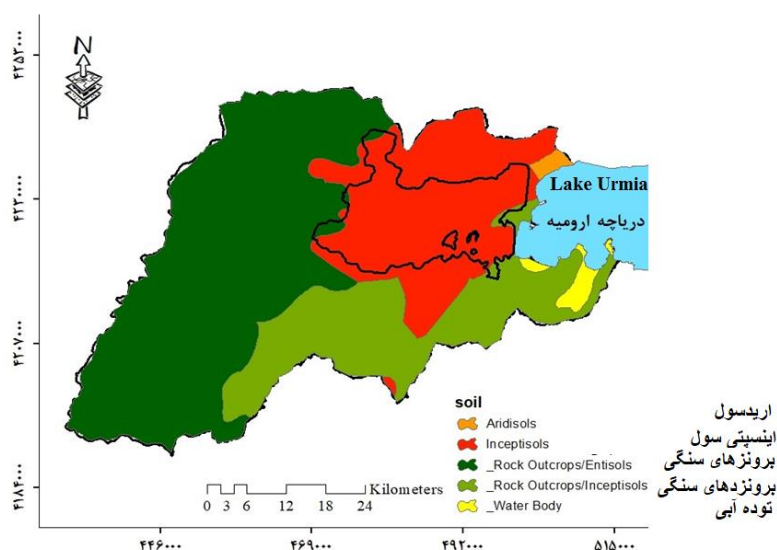 N
۴۲۵۳۰۰۰
۴۲۳۰۰۰
۴۲۰۷۰۰۰
۴۱۸۴۰۰۰
Lake Urmia
دریاچه ارومیه
soil
Aridisols
Inceptisols
_Rock Outcrops/Entisols
_Rock Outcrops/Inceptisols
_Water Body
اریدسول
اینسپتی سول
برونزهای سنگی
برونزدهای سنگی
توده آبی
Kilometers
0 3 6 12 18 24
۴۴۶۰۰۰ ۴۶۹۰۰۰ ۴۹۲۰۰۰ ۵۱۵۰۰۰